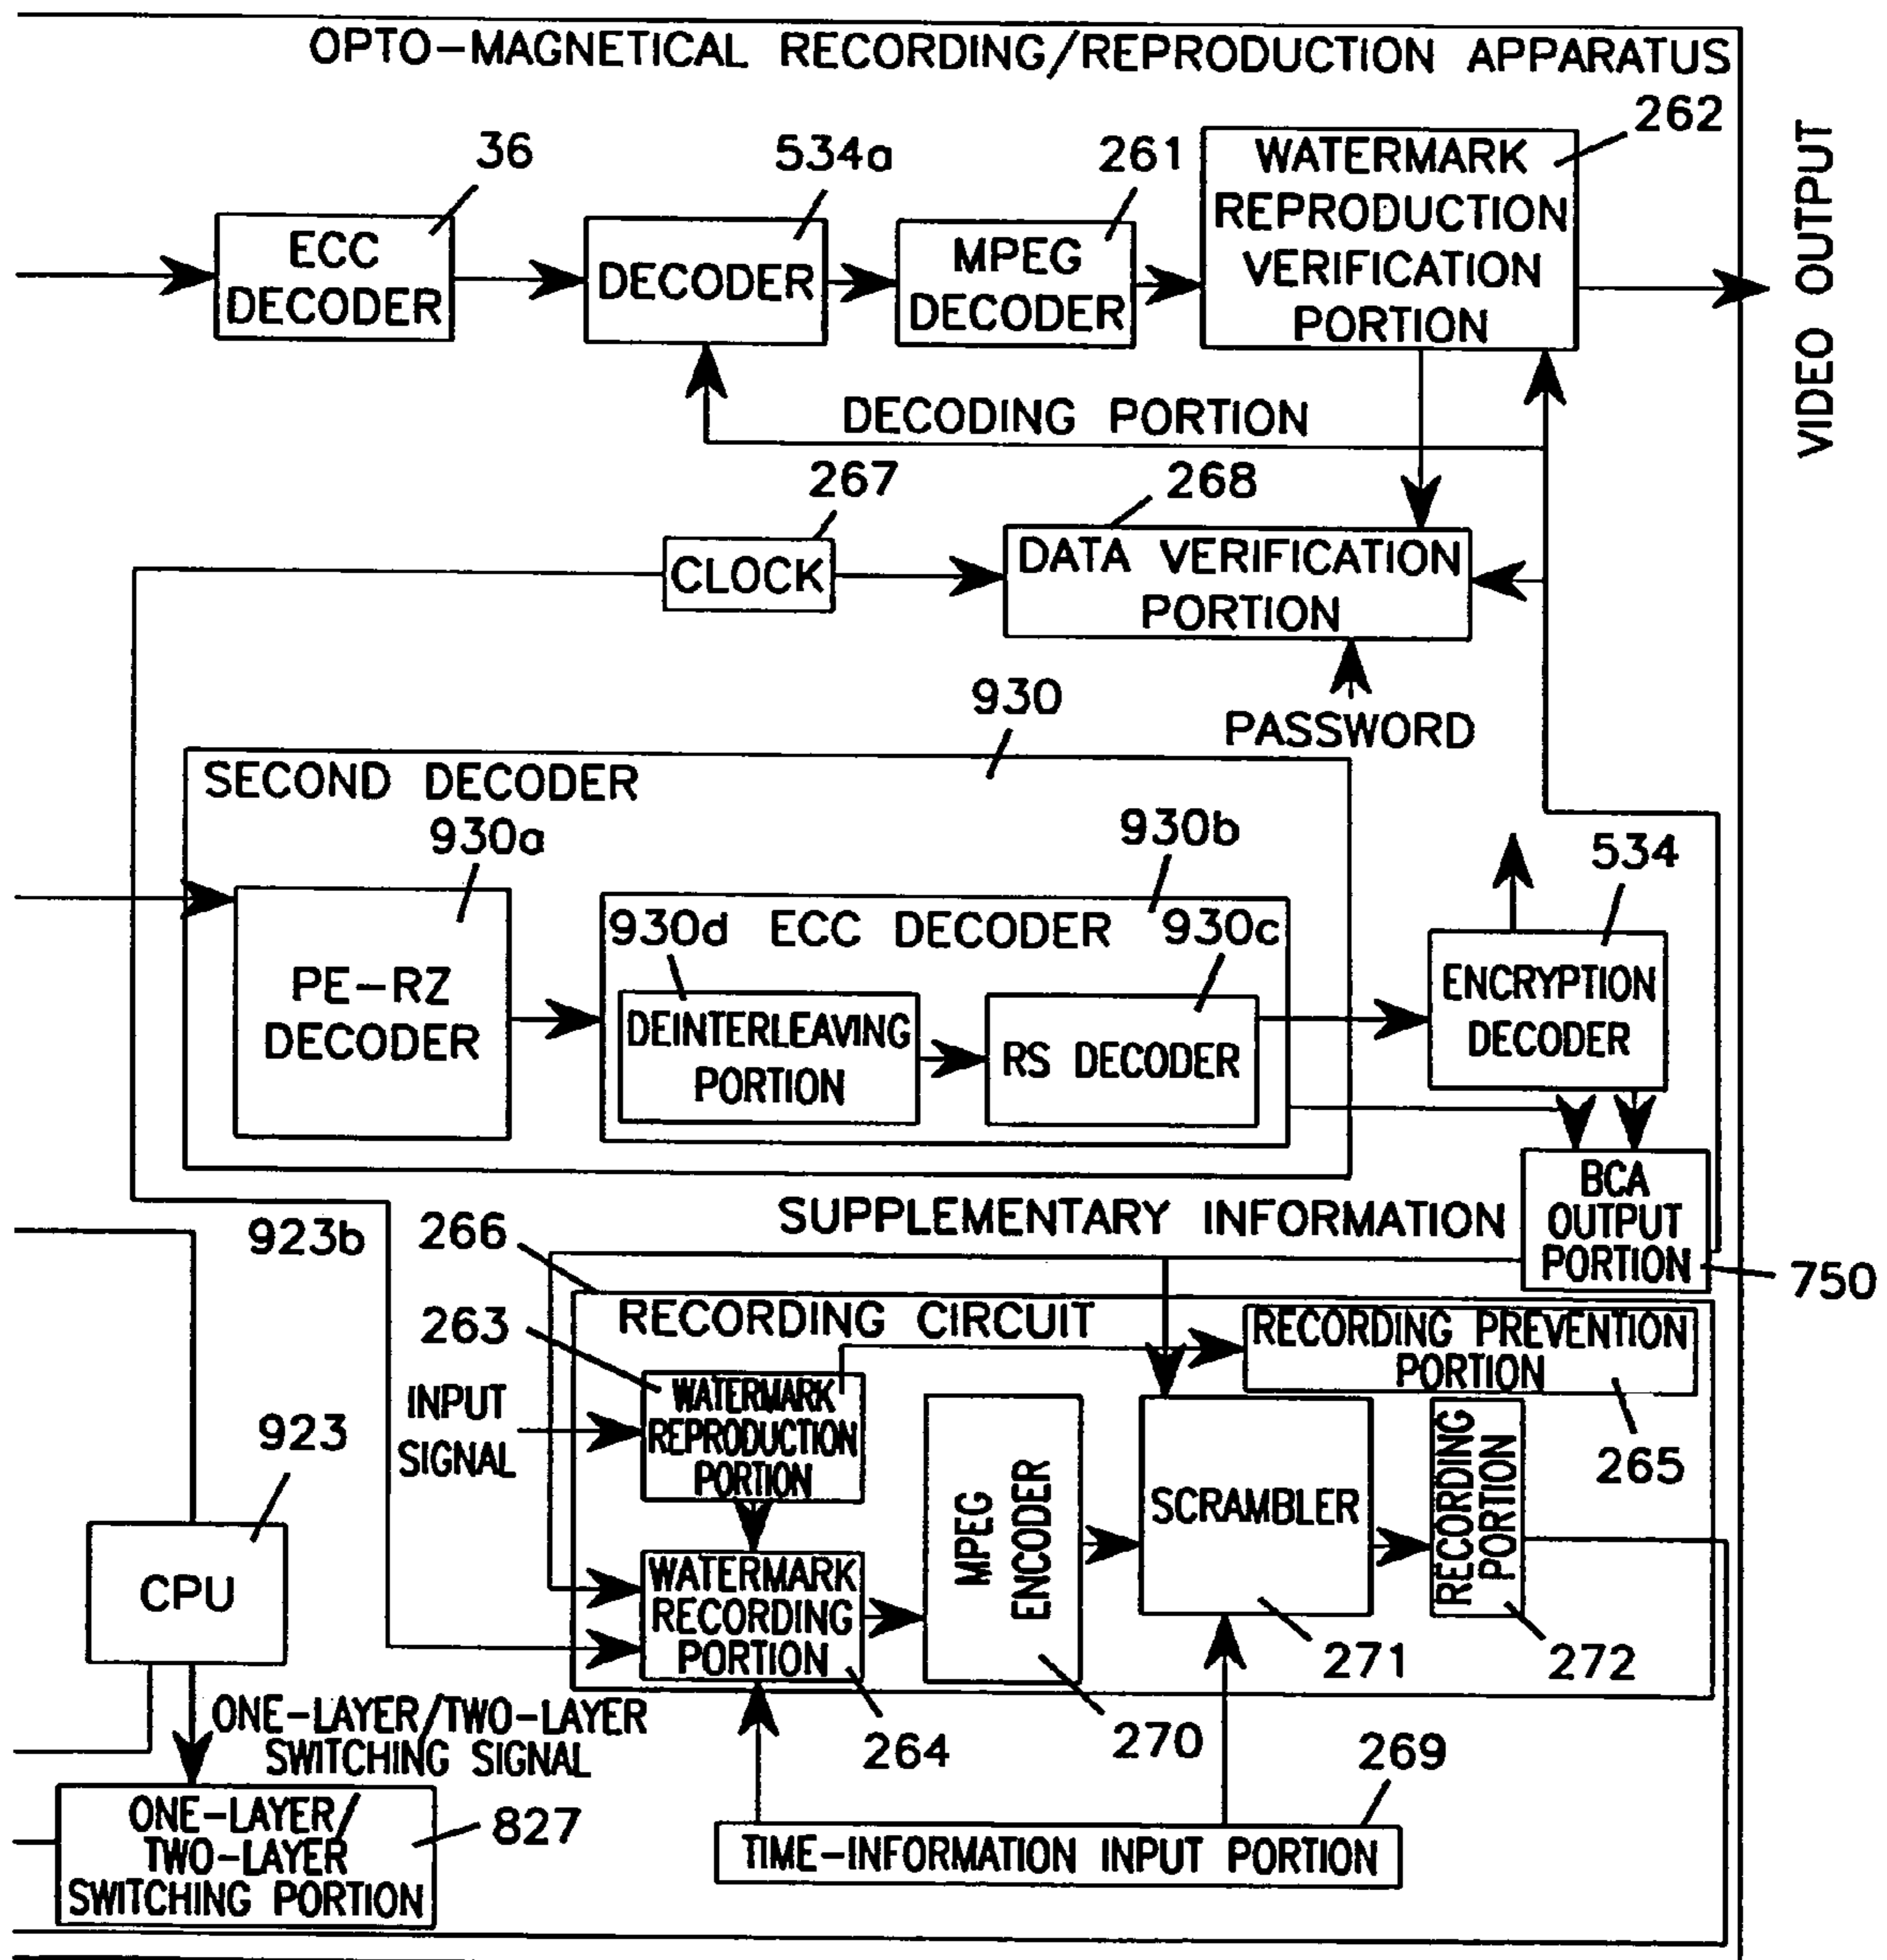 OPTO-MAGNETICAL RECORDING/REPRODUCTION APPARATUS
262
VIDEO OUTPUT
36
534a
261
WATERMARK
REPRODUCTION
VERIFICATION
PORTION
ECC
DECODER
DECODER
MPEG
DECODER
DECODING PORTION
267
268
CLOCK
DATA VERIFICATION
PORTION
PASSWORD
930
SECOND DECODER
930a
930b
534
930d
ECC DECODER
930c
PE-RZ
DECODER
DEINTERLEAVING
PORTION
RS DECODER
ENCRYPTION
DECODER
BCA
OUTPUT
PORTION
750
SUPPLEMENTARY INFORMATION
923b
266
263
RECORDING CIRCUIT
RECORDING PREVENTION
PORTION
265
INPUT
SIGNAL
WATERMARK
REPRODUCTION
PORTION
923
CPU
MPEG
ENCODER
SCRAMBLER
RECORDING
PORTION
WATERMARK
RECORDING
PORTION
271
272
264
270
269
ONE-LAYER/TWO-LAYER
SWITCHING SIGNAL
ONE-LAYER/
TWO-LAYER
SWITCHING PORTION
827
TIME-INFORMATION INPUT PORTION